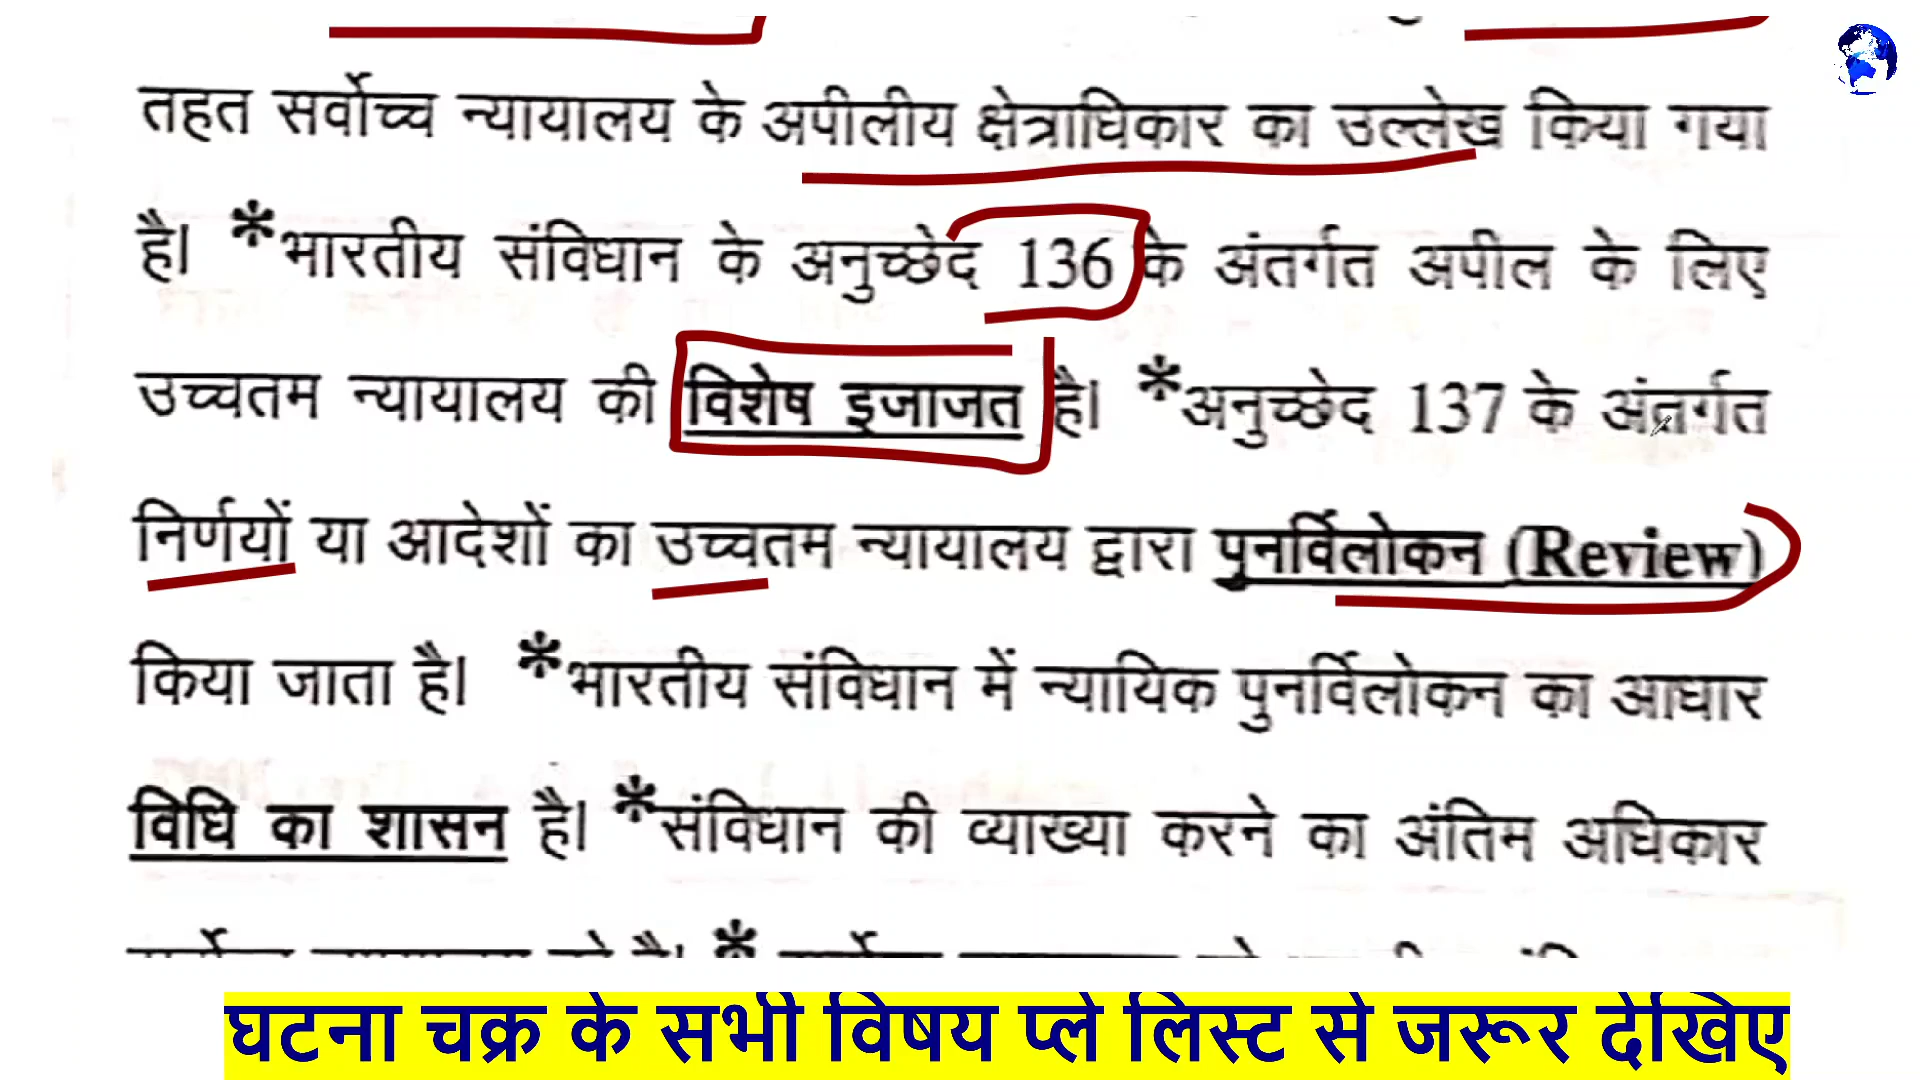 तहत सर्वोच्च न्यायालय के अपीलीय क्षेत्राधिकार का उल्लेख किया गया
है। *भारतीय संविधान के अनुच्छेद 136 के अंतर्गत अपील के लिए
उच्चतम न्यायालय की विशेष इजाजत है। *अनुच्छेद 137 के अंतर्गत
निर्णयों या आदेशों का उच्चतम न्यायालय द्वारा पुनर्विलोकन (Review)
किया जाता है। *भारतीय संविधान में न्यायिक पुनर्विलोकन का आधार
विधि का शासन है। *संविधान की व्याख्या करने का अंतिम अधिकार
घटना चक्र के सभी विषय प्ले लिस्ट से जरूर देखिए